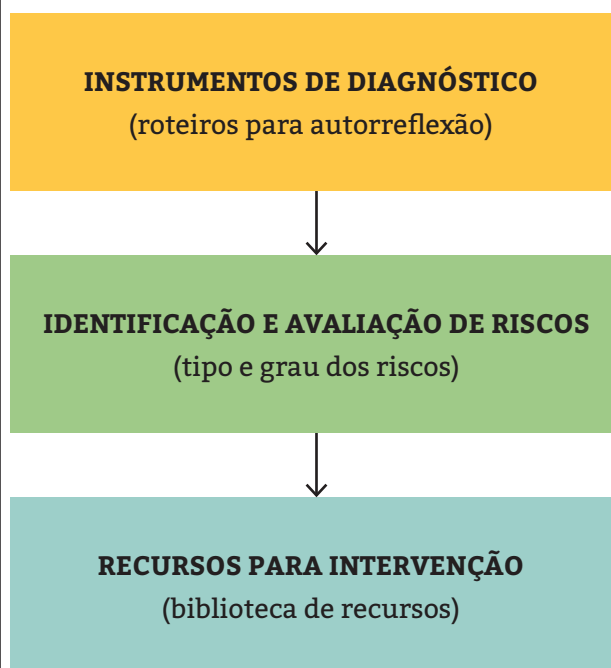 INSTRUMENTOS DE DIAGNÓSTICO
(roteiros para autorreflexão)
IDENTIFICAÇÃO E AVALIAÇÃO DE RISCOS
(tipo e grau dos riscos)
RECURSOS PARA INTERVENÇÃO
(biblioteca de recursos)